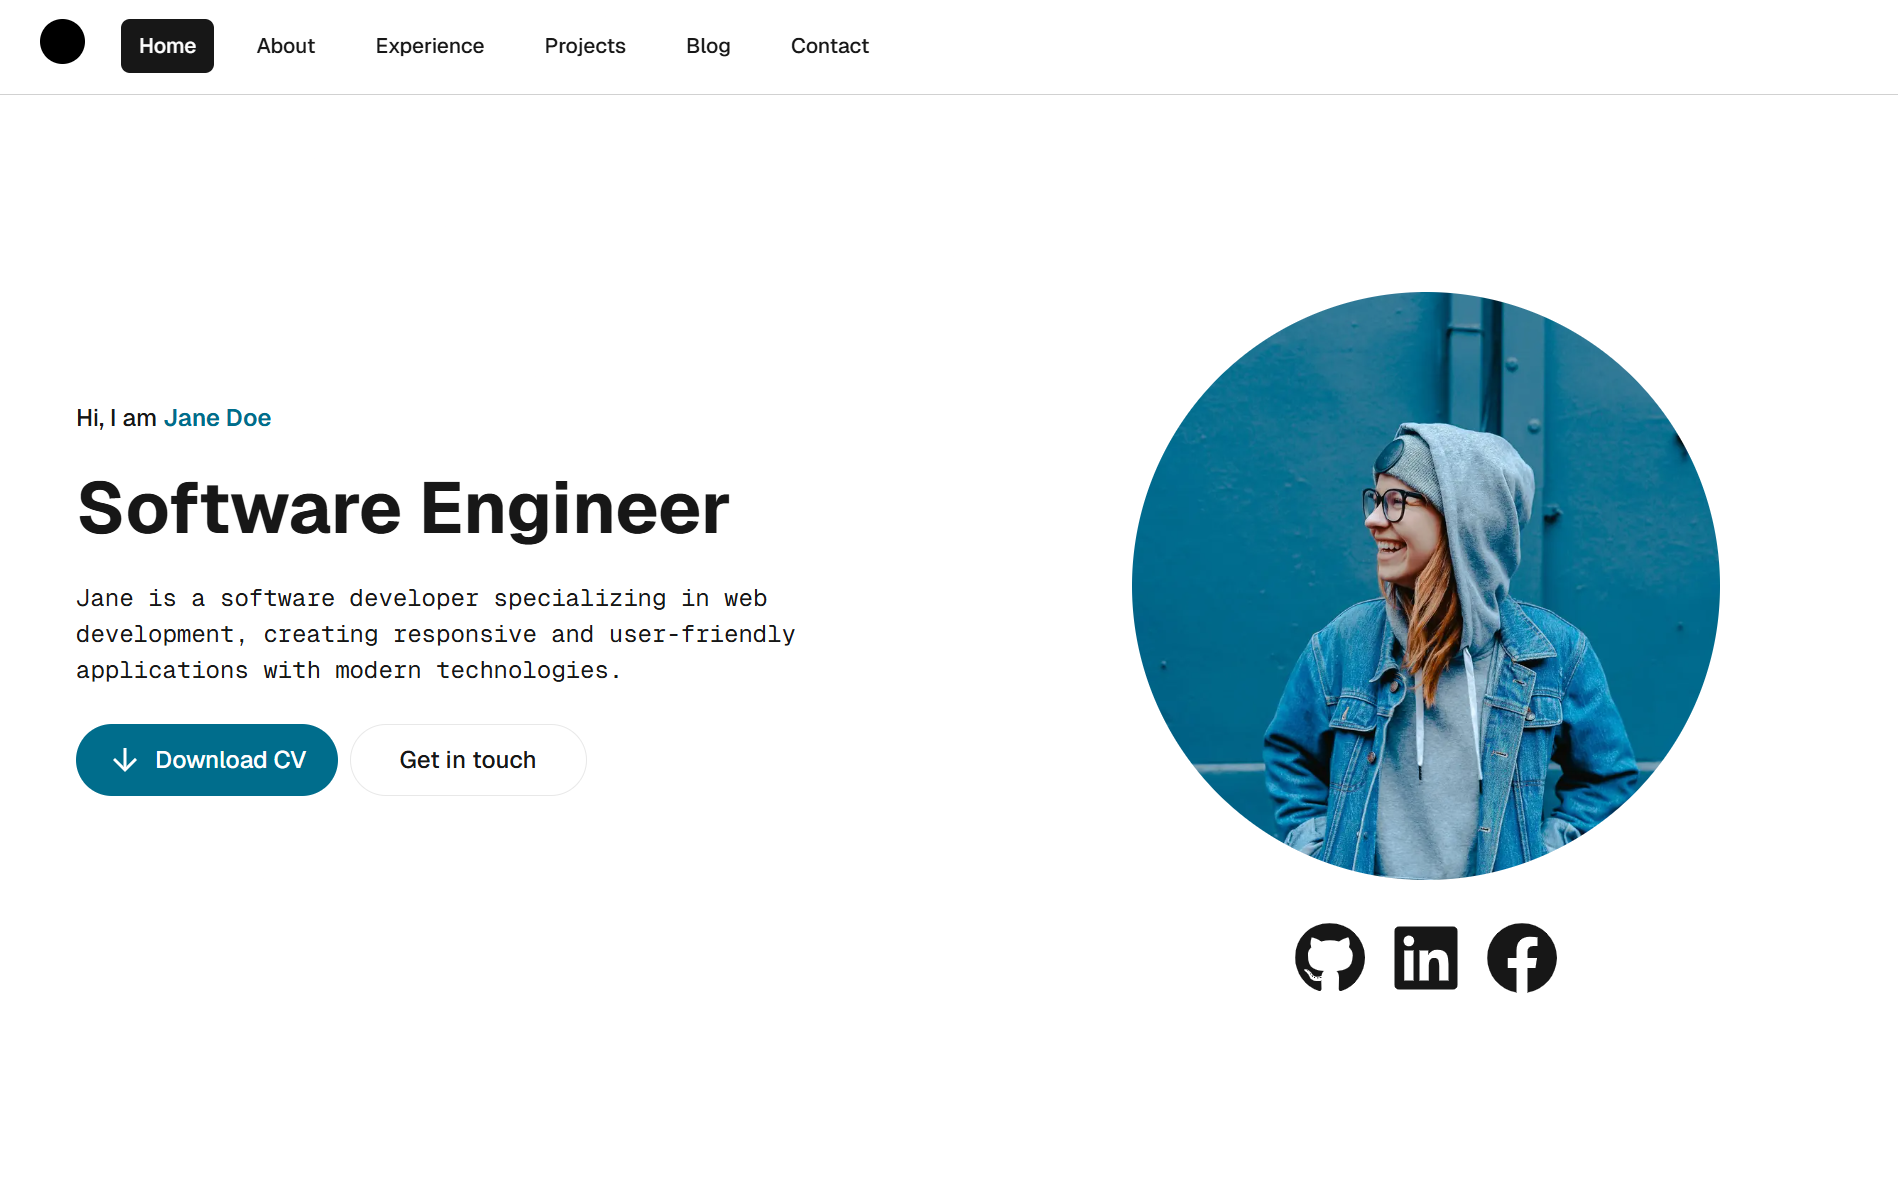 Home About Experience Projects Blog Contact
Hi, I am Jane Doe
Software Engineer
Jane is a software developer specializing in web
development, creating responsive and user-friendly
applications with modern technologies.
Download CV Get in touch
in